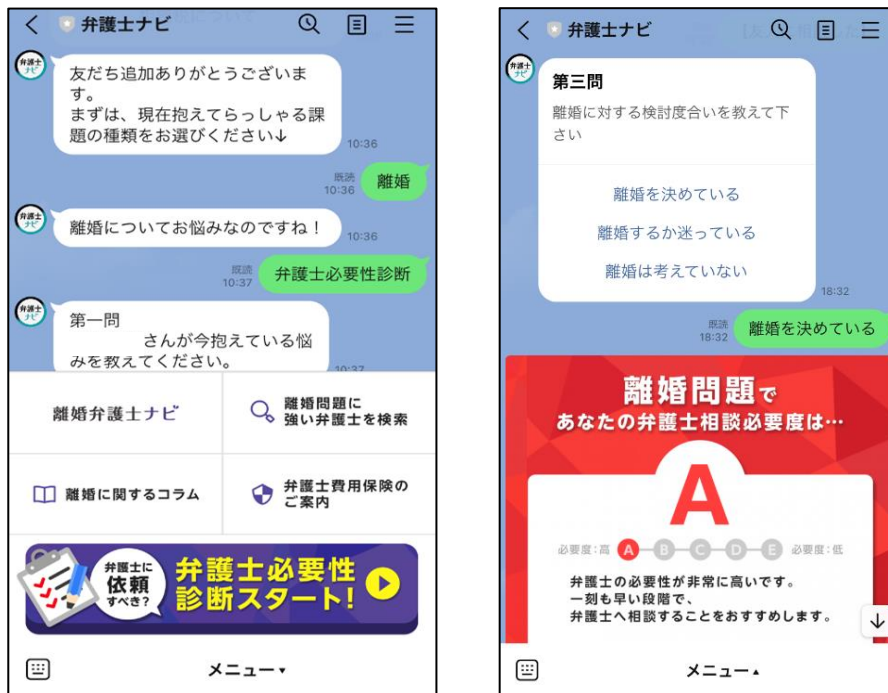 弁護士ナビ
友だち追加ありがとうございま
す。
まずは、現在抱えてらっしゃる課
題の種類をお選びください↓
10:36
既読
10:36
離婚
離婚についてお悩みなのですね！
10:36
既読
10:37
弁護士必要性診断
第一問
さんが今抱えている悩
みを教えてください。
10:37
離婚弁護士ナビ
離婚問題に
強い弁護士を検索
離婚に関するコラム
弁護士費用保険の
ご案内
弁護士に
依頼
すべき?
弁護士必要性
診断スタート!
メニュー▾
弁護士ナビ
第三問
離婚に対する検討度合いを教えて下
さい
離婚を決めている
離婚するか迷っている
離婚は考えていない
18:32
既読
18:32
離婚を決めている
離婚問題で
あなたの弁護士相談必要度は…
A
必要度:高 A B C D E 必要度:低
弁護士の必要性が非常に高いです。
一刻も早い段階で、
弁護士へ相談することをおすすめします。
メニュー▴